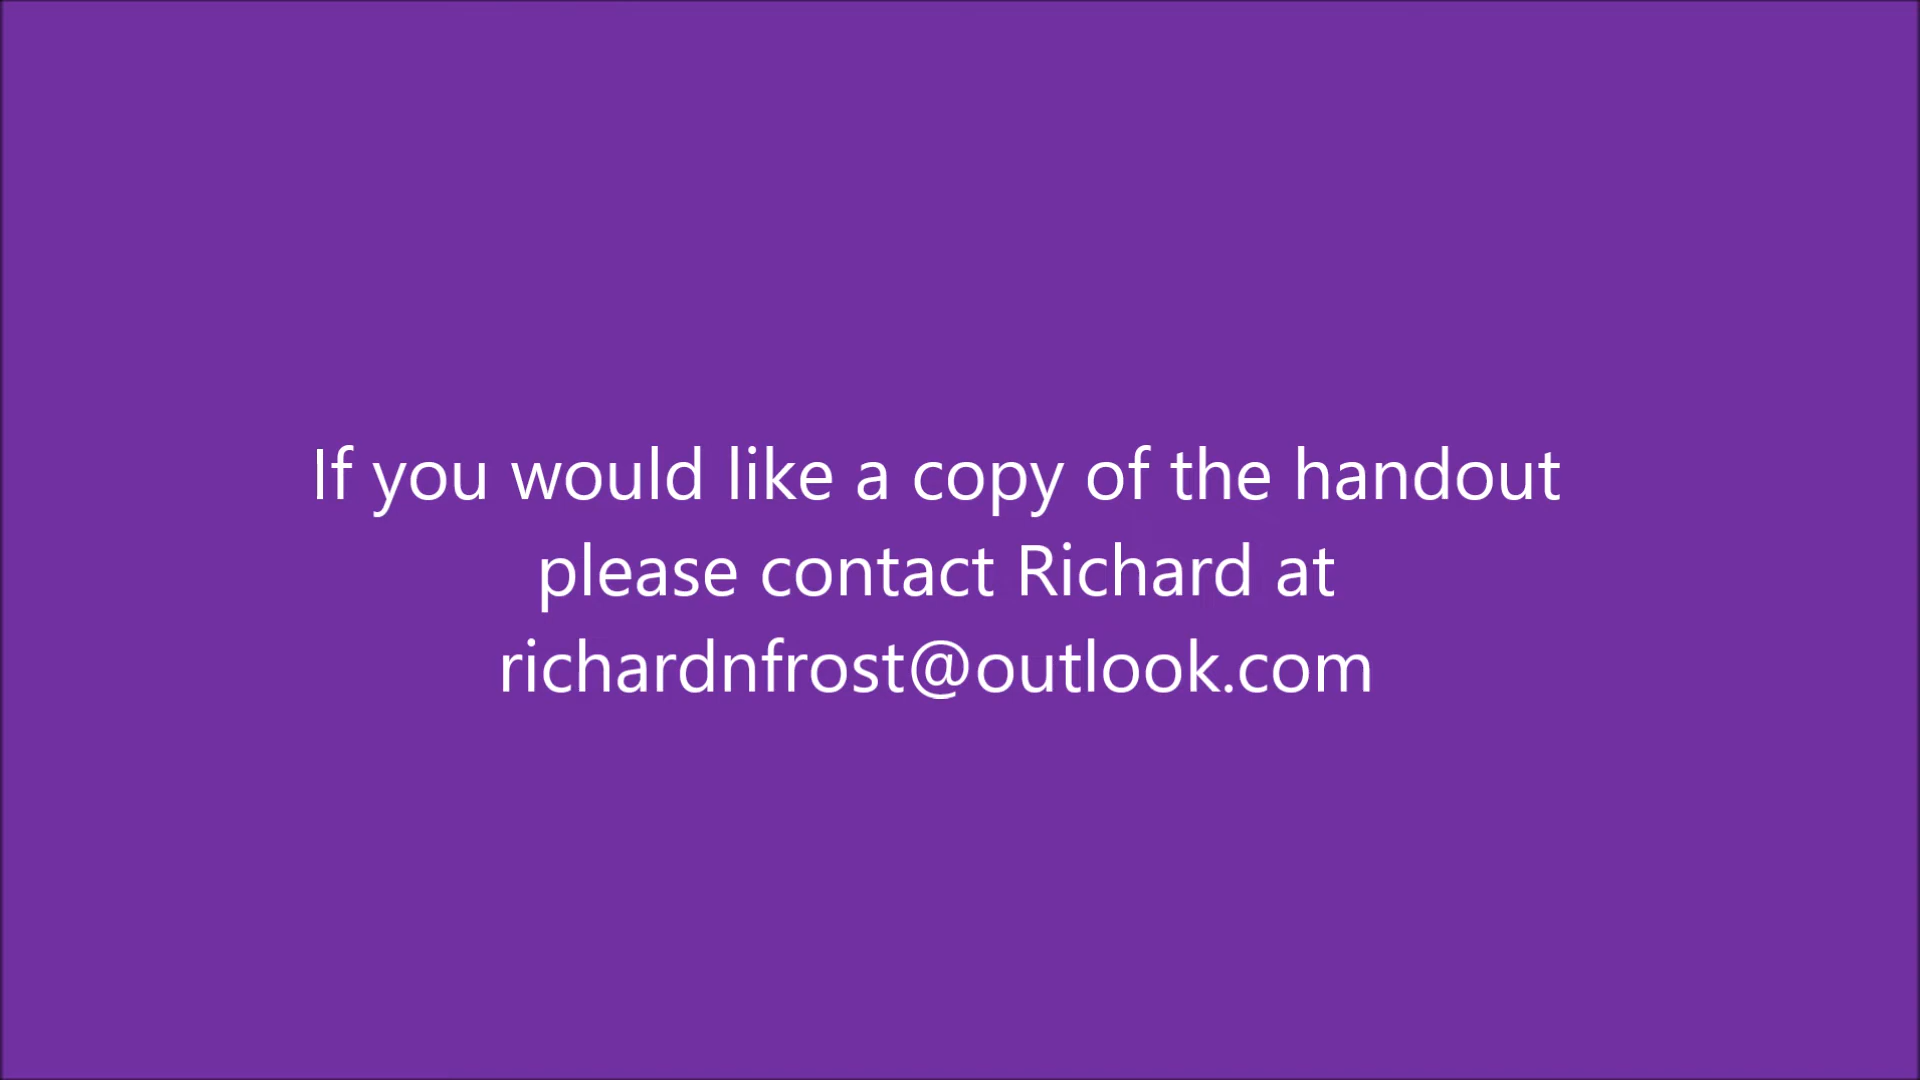 If you would like a copy of the handout
please contact Richard at
richardnfrost@outlook.com